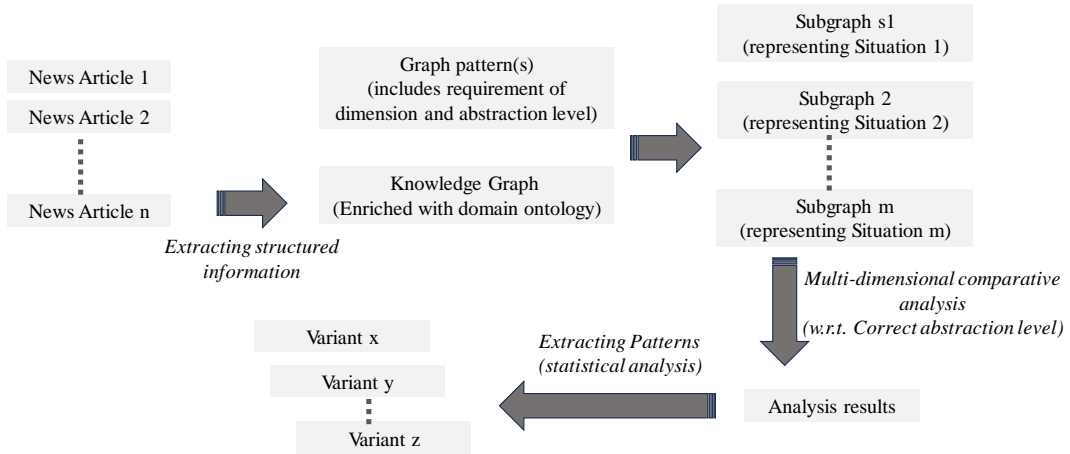 News Article 1
News Article 2
News Article n
Extracting structured
information
Graph pattern(s)
(includes requirement of
dimension and abstraction level)
Knowledge Graph
(Enriched with domain ontology)
Subgraph s1
(representing Situation 1)
Subgraph 2
(representing Situation 2)
Subgraph m
(representing Situation m)
Multi-dimensional comparative
analysis
(w.r.t. Correct abstraction level)
Analysis results
Extracting Patterns
(statistical analysis)
Variant x
Variant y
Variant z